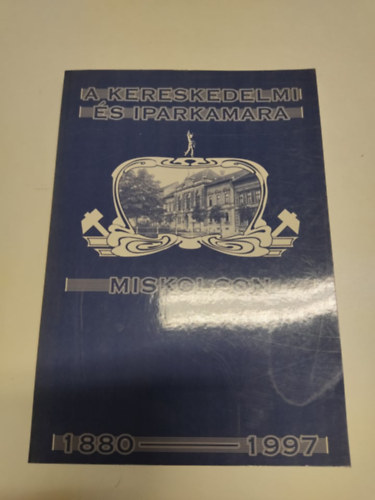 A KERESKEDELMI
ÉS IPARKAMARA
MISKOLCON
1880 — 1997